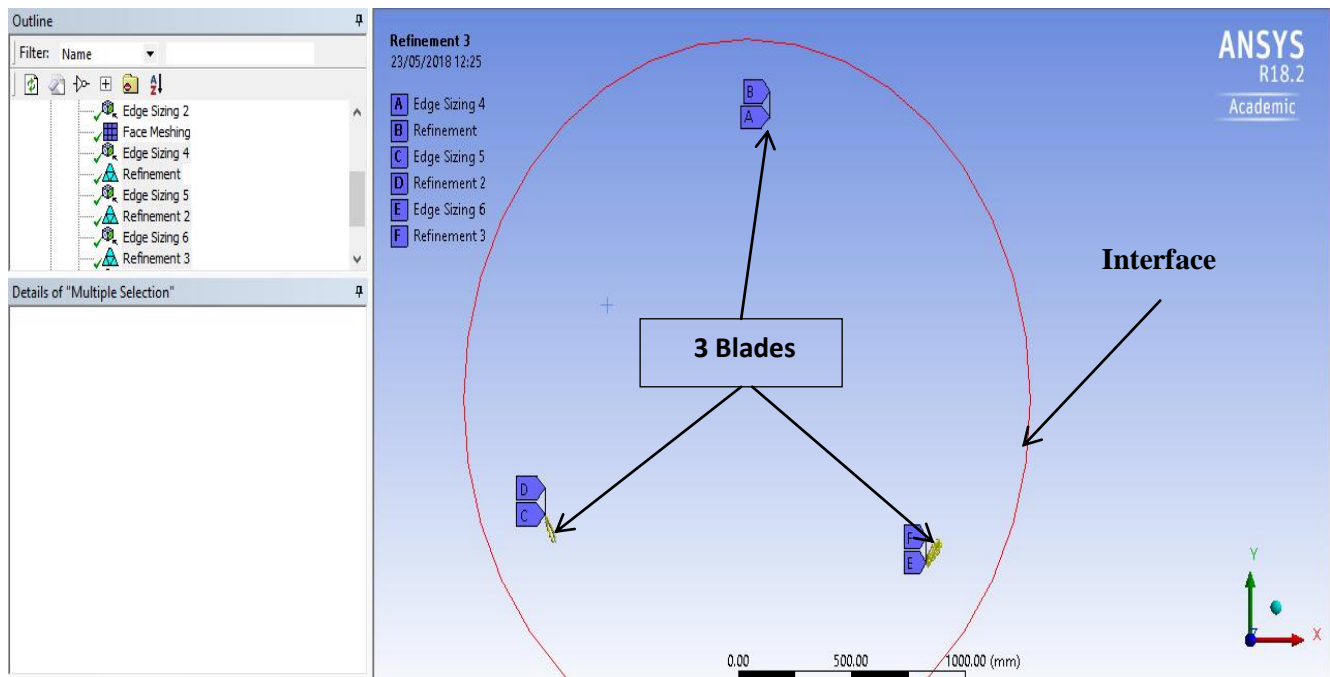 Outline
Filter: Name
Edge Sizing 2
Face Meshing
Edge Sizing 4
Refinement
Edge Sizing 5
Refinement 2
Edge Sizing 6
Refinement 3
Details of "Multiple Selection"
Refinement 3
23/05/2018 12:25
A Edge Sizing 4
B Refinement
C Edge Sizing 5
D Refinement 2
E Edge Sizing 6
F Refinement 3
ANSYS
R18.2
Academic
B
A
Interface
3 Blades
D
C
F
E
Y
Z
X
0.00 500.00 1000.00 (mm)